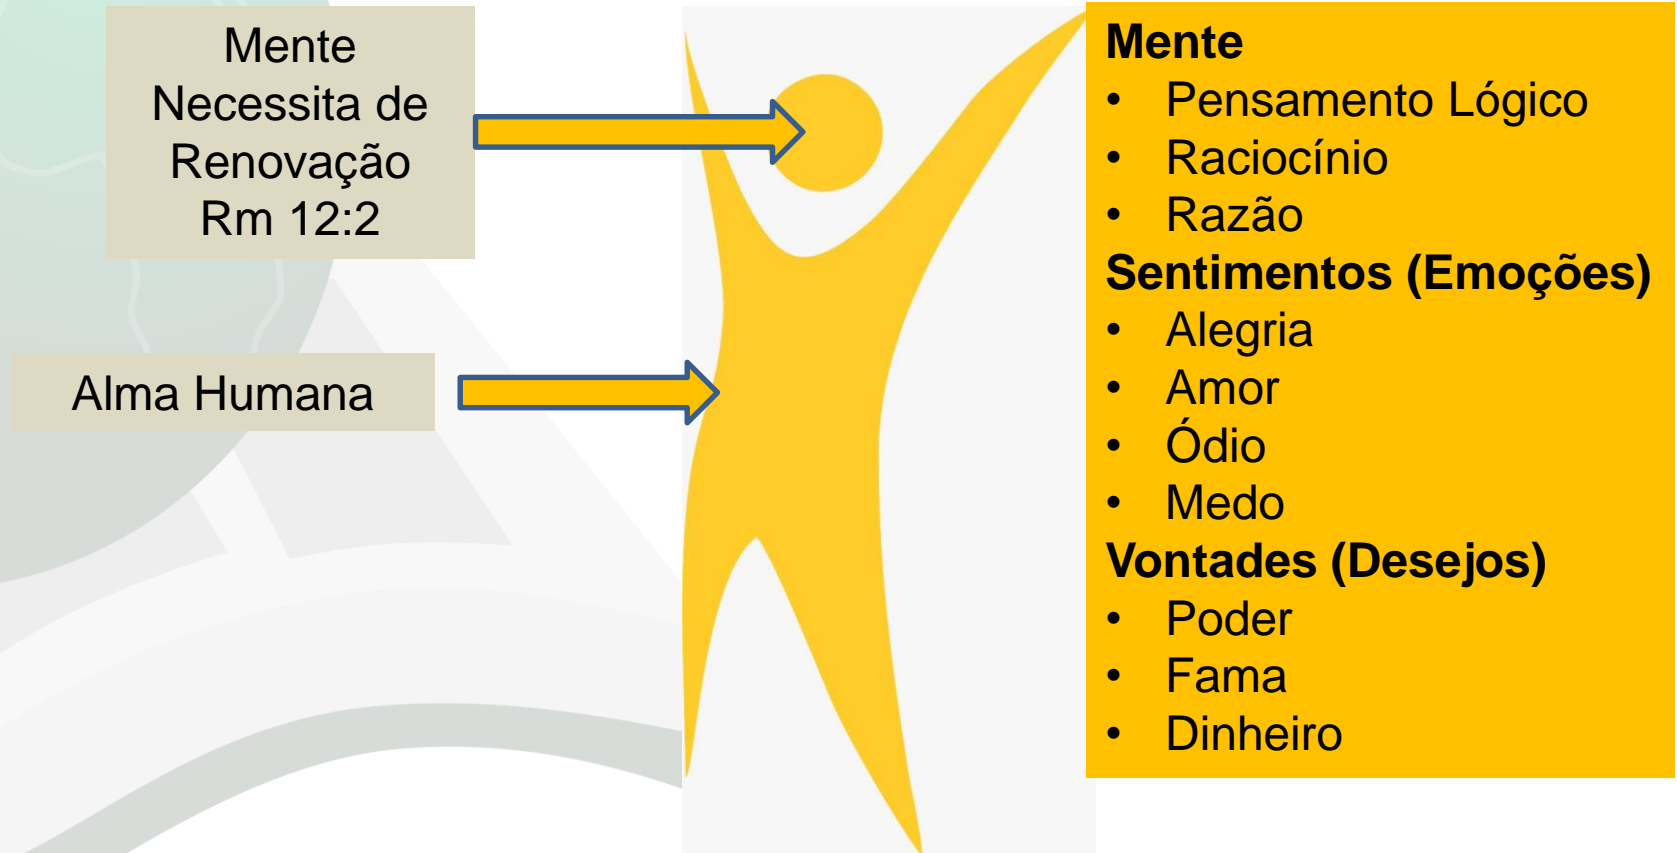 Mente
Necessita de
Renovação
Rm 12:2
Alma Humana
Mente
• Pensamento Lógico
• Raciocínio
• Razão
Sentimentos (Emoções)
• Alegria
• Amor
• Ódio
• Medo
Vontades (Desejos)
• Poder
• Fama
• Dinheiro